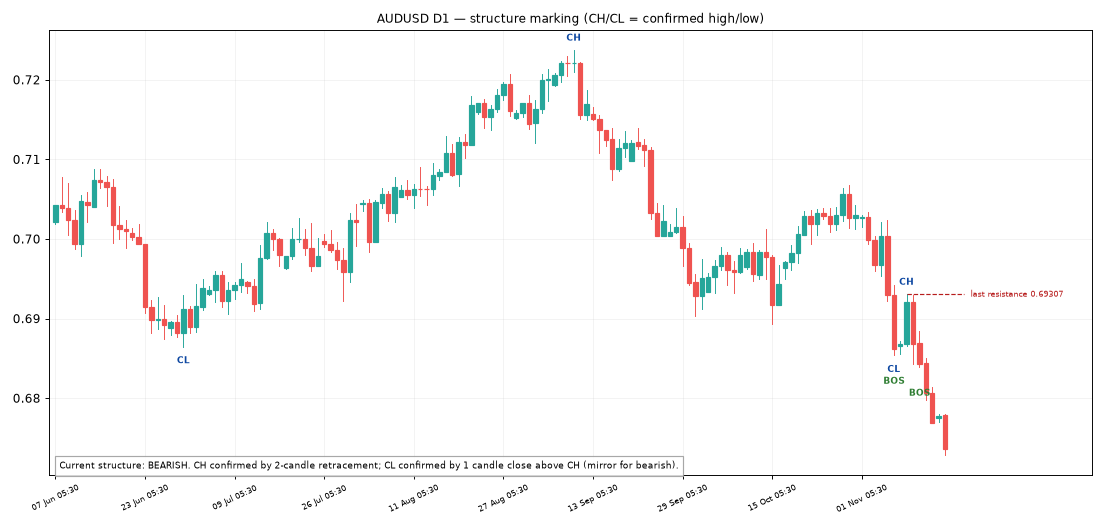 AUDUSD D1 — structure marking (CH/CL = confirmed high/low)
CH
0.72
0.71
0.70
0.69
0.68
CL
CH
last resistance 0.69307
CL
BOS
BOS
Current structure: BEARISH. CH confirmed by 2-candle retracement; CL confirmed by 1 candle close above CH (mirror for bearish).
07 Jun 05:30
23 Jun 05:30
09 Jul 05:30
26 Jul 05:30
11 Aug 05:30
27 Aug 05:30
13 Sep 05:30
29 Sep 05:30
15 Oct 05:30
01 Nov 05:30